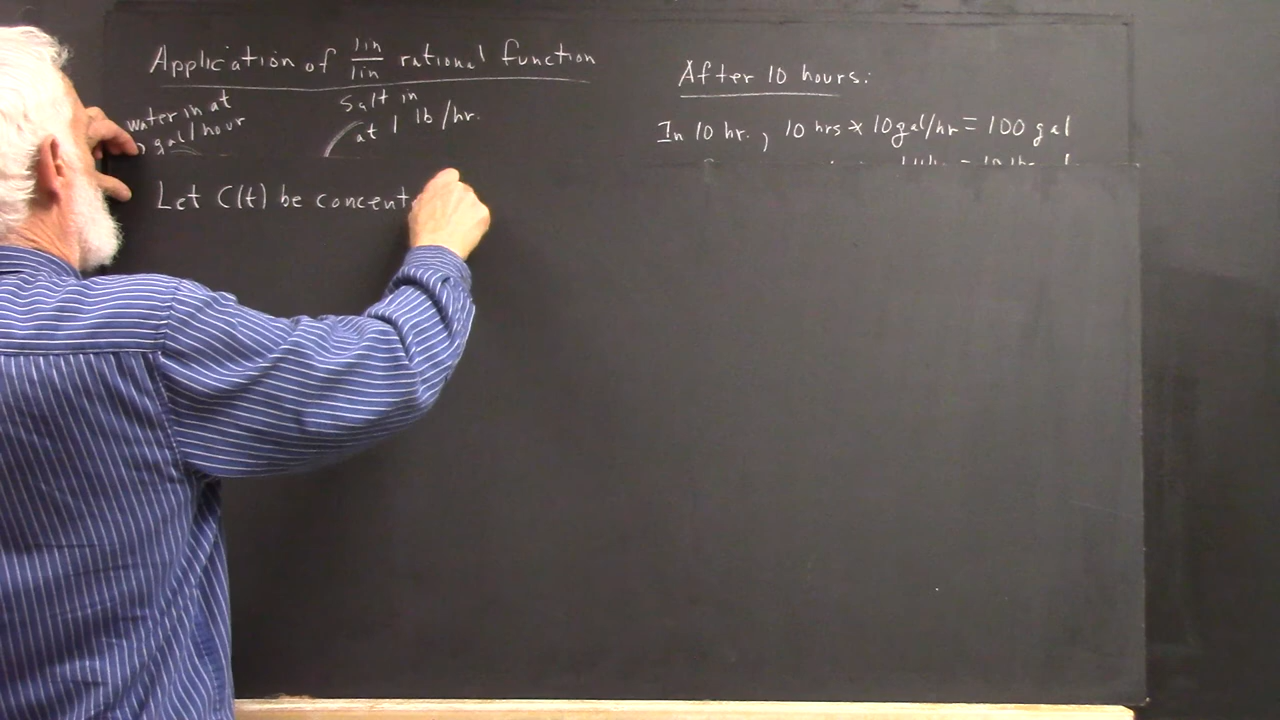 Application of lin/lin rational function
water in at
gal/hour
Salt in
at 1 lb/hr.
Let C(t) be concent
After 10 hours:
In 10 hr., 10 hrs × 10 gal/hr = 100 gal